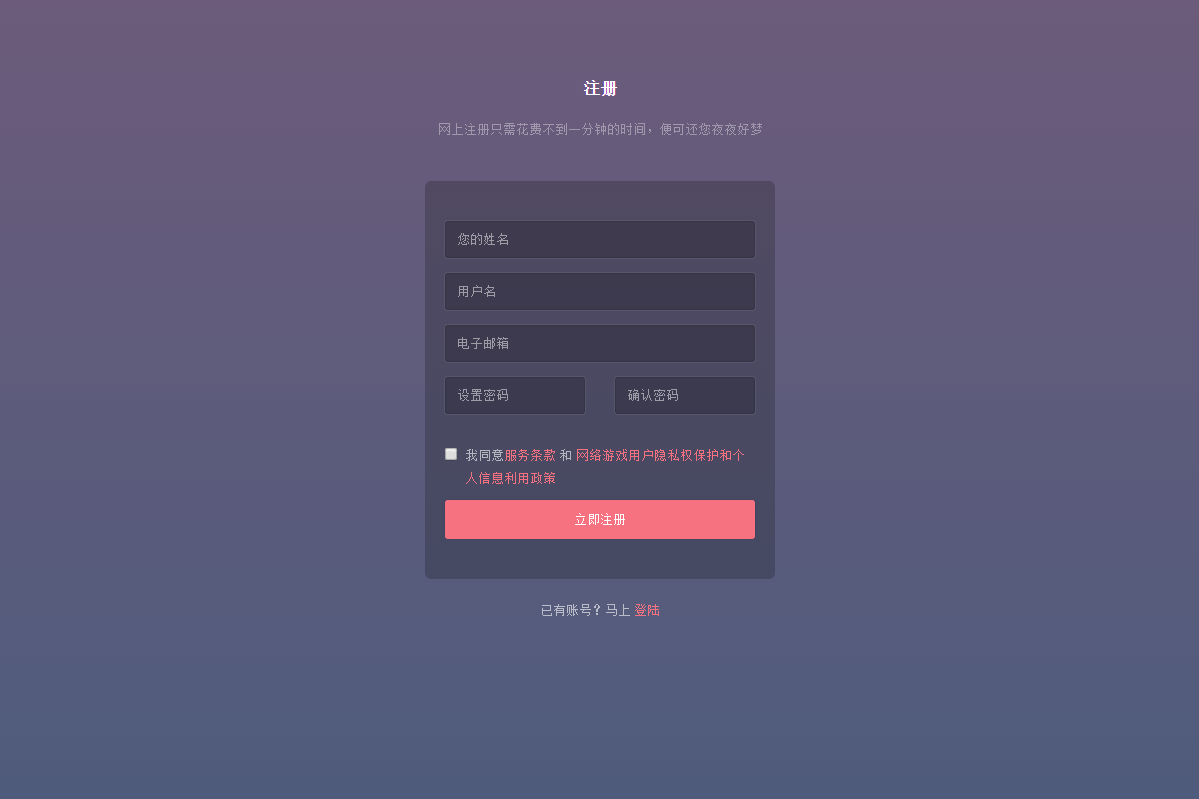 注册
网上注册只需花费不到一分钟的时间，便可还您夜夜好梦
您的姓名
用户名
电子邮箱
设置密码 确认密码
我同意服务条款 和 网络游戏用户隐私权保护和个
人信息利用政策
立即注册
已有账号？马上 登陆